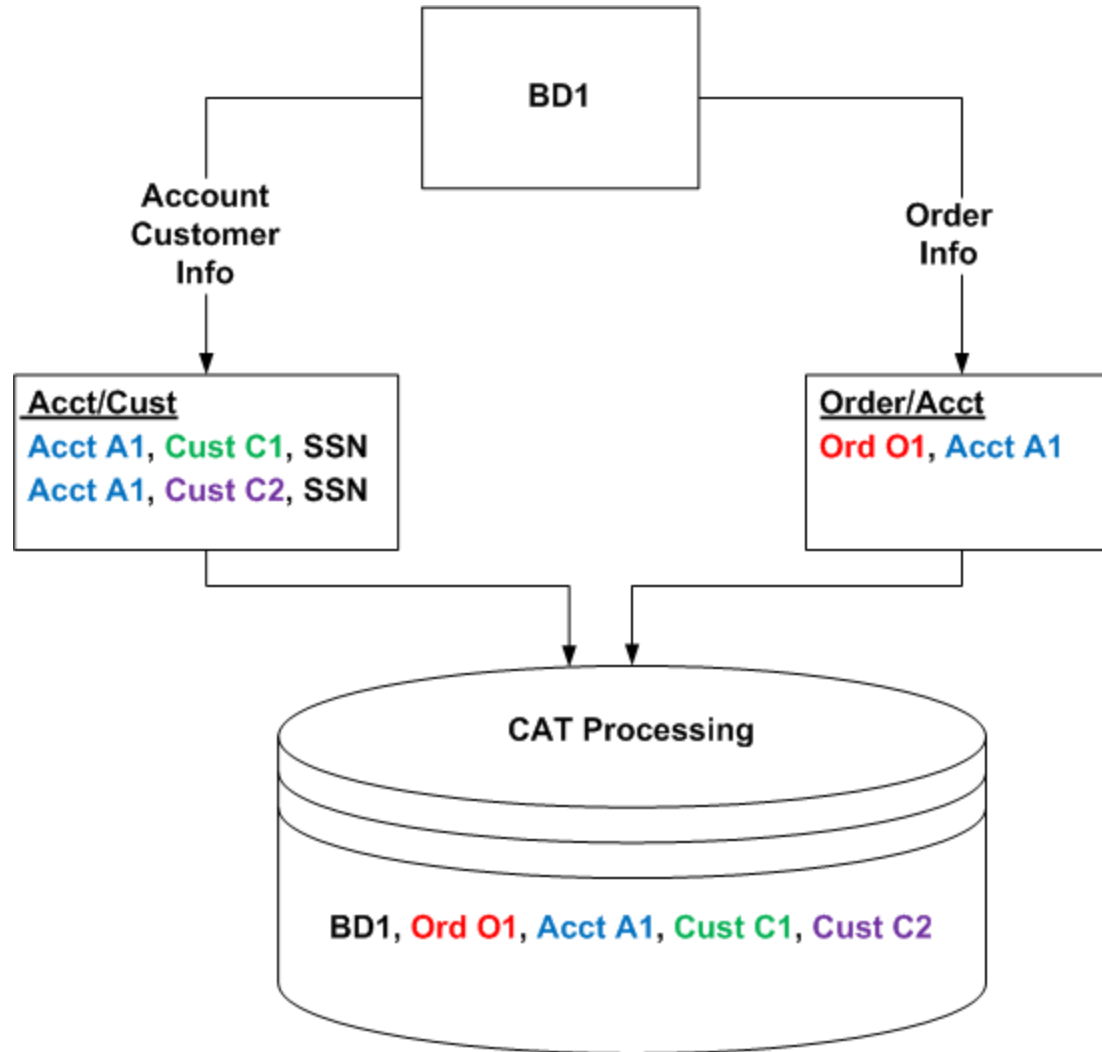 BD1
Account
Customer
Info
Order
Info
Acct/Cust
Acct A1, Cust C1, SSN
Acct A1, Cust C2, SSN
Order/Acct
Ord O1, Acct A1
CAT Processing
BD1, Ord O1, Acct A1, Cust C1, Cust C2